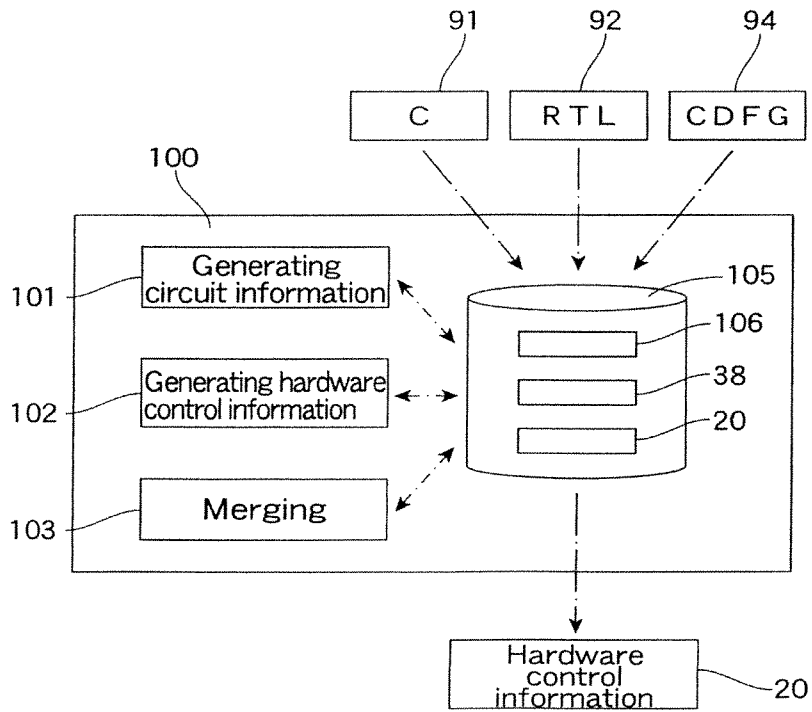 91
92
94
C
RTL
CDFG
100
101
Generating
circuit information
105
106
102
Generating hardware
control information
38
20
103
Merging
Hardware
control
information
20